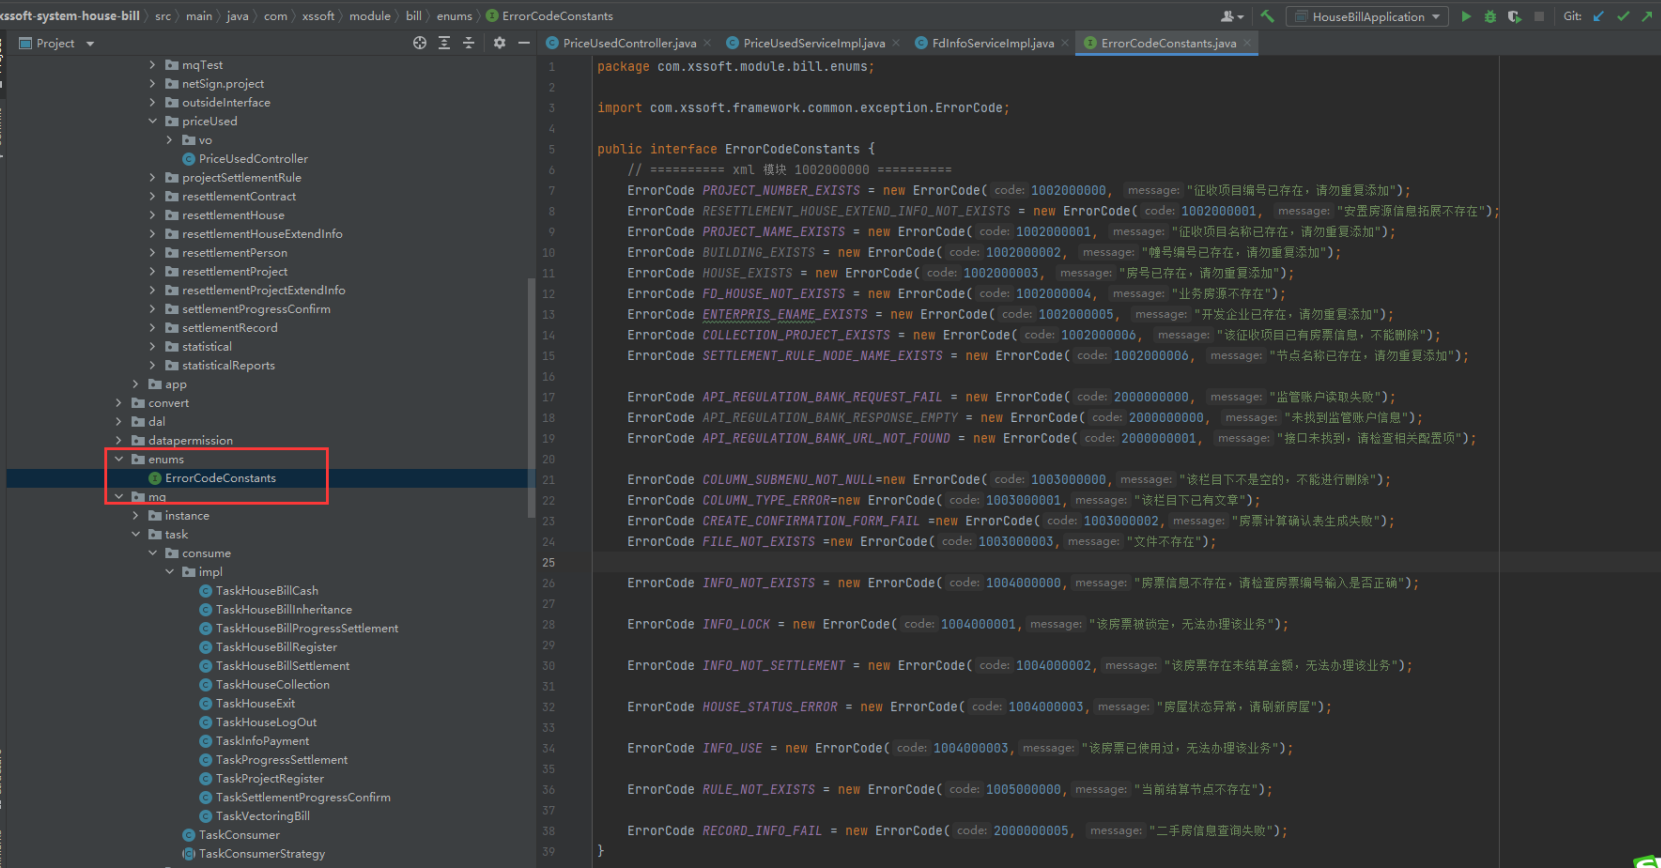 xssoft-system-house-bill › src › main › java › com › xssoft › module › bill › enums › ErrorCodeConstants
HouseBillApplication
Git:
Project
PriceUsedController.java
PriceUsedServiceImpl.java
FdInfoServiceImpl.java
ErrorCodeConstants.java
mqTest
netSign.project
outsideInterface
priceUsed
vo
PriceUsedController
projectSettlementRule
resettlementContract
resettlementHouse
resettlementHouseExtendInfo
resettlementPerson
resettlementProject
resettlementProjectExtendInfo
settlementProgressConfirm
settlementRecord
statistical
statisticalReports
app
convert
dal
datapermission
enums
ErrorCodeConstants
mq
instance
task
consume
impl
TaskHouseBillCash
TaskHouseBillInheritance
TaskHouseBillProgressSettlement
TaskHouseBillRegister
TaskHouseBillSettlement
TaskHouseCollection
TaskHouseExit
TaskHouseLogOut
TaskInfoPayment
TaskProgressSettlement
TaskProjectRegister
TaskSettlementProgressConfirm
TaskVectoringBill
TaskConsumer
TaskConsumerStrategy
1 package com.xssoft.module.bill.enums;
2
3 import com.xssoft.framework.common.exception.ErrorCode;
4
5 public interface ErrorCodeConstants {
6 // ========== xml 模块 1002000000 ==========
7 ErrorCode PROJECT_NUMBER_EXISTS = new ErrorCode( code: 1002000000, message: "征收项目编号已存在，请勿重复添加");
8 ErrorCode RESETTLEMENT_HOUSE_EXTEND_INFO_NOT_EXISTS = new ErrorCode( code: 1002000001, message: "安置房源信息拓展不存在");
9 ErrorCode PROJECT_NAME_EXISTS = new ErrorCode( code: 1002000001, message: "征收项目名称已存在，请勿重复添加");
10 ErrorCode BUILDING_EXISTS = new ErrorCode( code: 1002000002, message: "幢号编号已存在，请勿重复添加");
11 ErrorCode HOUSE_EXISTS = new ErrorCode( code: 1002000003, message: "房号已存在，请勿重复添加");
12 ErrorCode FD_HOUSE_NOT_EXISTS = new ErrorCode( code: 1002000004, message: "业务房源不存在");
13 ErrorCode ENTERPRIS_ENAME_EXISTS = new ErrorCode( code: 1002000005, message: "开发企业已存在，请勿重复添加");
14 ErrorCode COLLECTION_PROJECT_EXISTS = new ErrorCode( code: 1002000006, message: "该征收项目已有房票信息，不能删除");
15 ErrorCode SETTLEMENT_RULE_NODE_NAME_EXISTS = new ErrorCode( code: 1002000006, message: "节点名称已存在，请勿重复添加");
16
17 ErrorCode API_REGULATION_BANK_REQUEST_FAIL = new ErrorCode( code: 2000000000, message: "监管账户读取失败");
18 ErrorCode API_REGULATION_BANK_RESPONSE_EMPTY = new ErrorCode( code: 2000000000, message: "未找到监管账户信息");
19 ErrorCode API_REGULATION_BANK_URL_NOT_FOUND = new ErrorCode( code: 2000000001, message: "接口未找到，请检查相关配置项");
20
21 ErrorCode COLUMN_SUBMENU_NOT_NULL=new ErrorCode( code: 1003000000, message: "该栏目下不是空的，不能进行删除");
22 ErrorCode COLUMN_TYPE_ERROR=new ErrorCode( code: 1003000001, message: "该栏目下已有文章");
23 ErrorCode CREATE_CONFIRMATION_FORM_FAIL =new ErrorCode( code: 1003000002, message: "房票计算确认表生成失败");
24 ErrorCode FILE_NOT_EXISTS =new ErrorCode( code: 1003000003, message: "文件不存在");
25
26 ErrorCode INFO_NOT_EXISTS = new ErrorCode( code: 1004000000, message: "房票信息不存在，请检查房票编号输入是否正确");
27
28 ErrorCode INFO_LOCK = new ErrorCode( code: 1004000001, message: "该房票被锁定，无法办理该业务");
29
30 ErrorCode INFO_NOT_SETTLEMENT = new ErrorCode( code: 1004000002, message: "该房票存在未结算金额，无法办理该业务");
31
32 ErrorCode HOUSE_STATUS_ERROR = new ErrorCode( code: 1004000003, message: "房屋状态异常，请刷新房屋");
33
34 ErrorCode INFO_USE = new ErrorCode( code: 1004000003, message: "该房票已使用过，无法办理该业务");
35
36 ErrorCode RULE_NOT_EXISTS = new ErrorCode( code: 1005000000, message: "当前结算节点不存在");
37
38 ErrorCode RECORD_INFO_FAIL = new ErrorCode( code: 2000000005, message: "二手房信息查询失败");
39 }